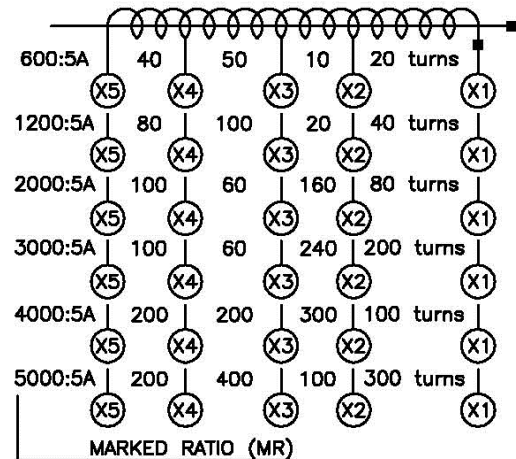 600:5A 40 50 10 20 turns
X5 X4 X3 X2 X1
1200:5A 80 100 20 40 turns
X5 X4 X3 X2 X1
2000:5A 100 60 160 80 turns
X5 X4 X3 X2 X1
3000:5A 100 60 240 200 turns
X5 X4 X3 X2 X1
4000:5A 200 200 300 100 turns
X5 X4 X3 X2 X1
5000:5A 200 400 100 300 turns
X5 X4 X3 X2 X1
MARKED RATIO (MR)